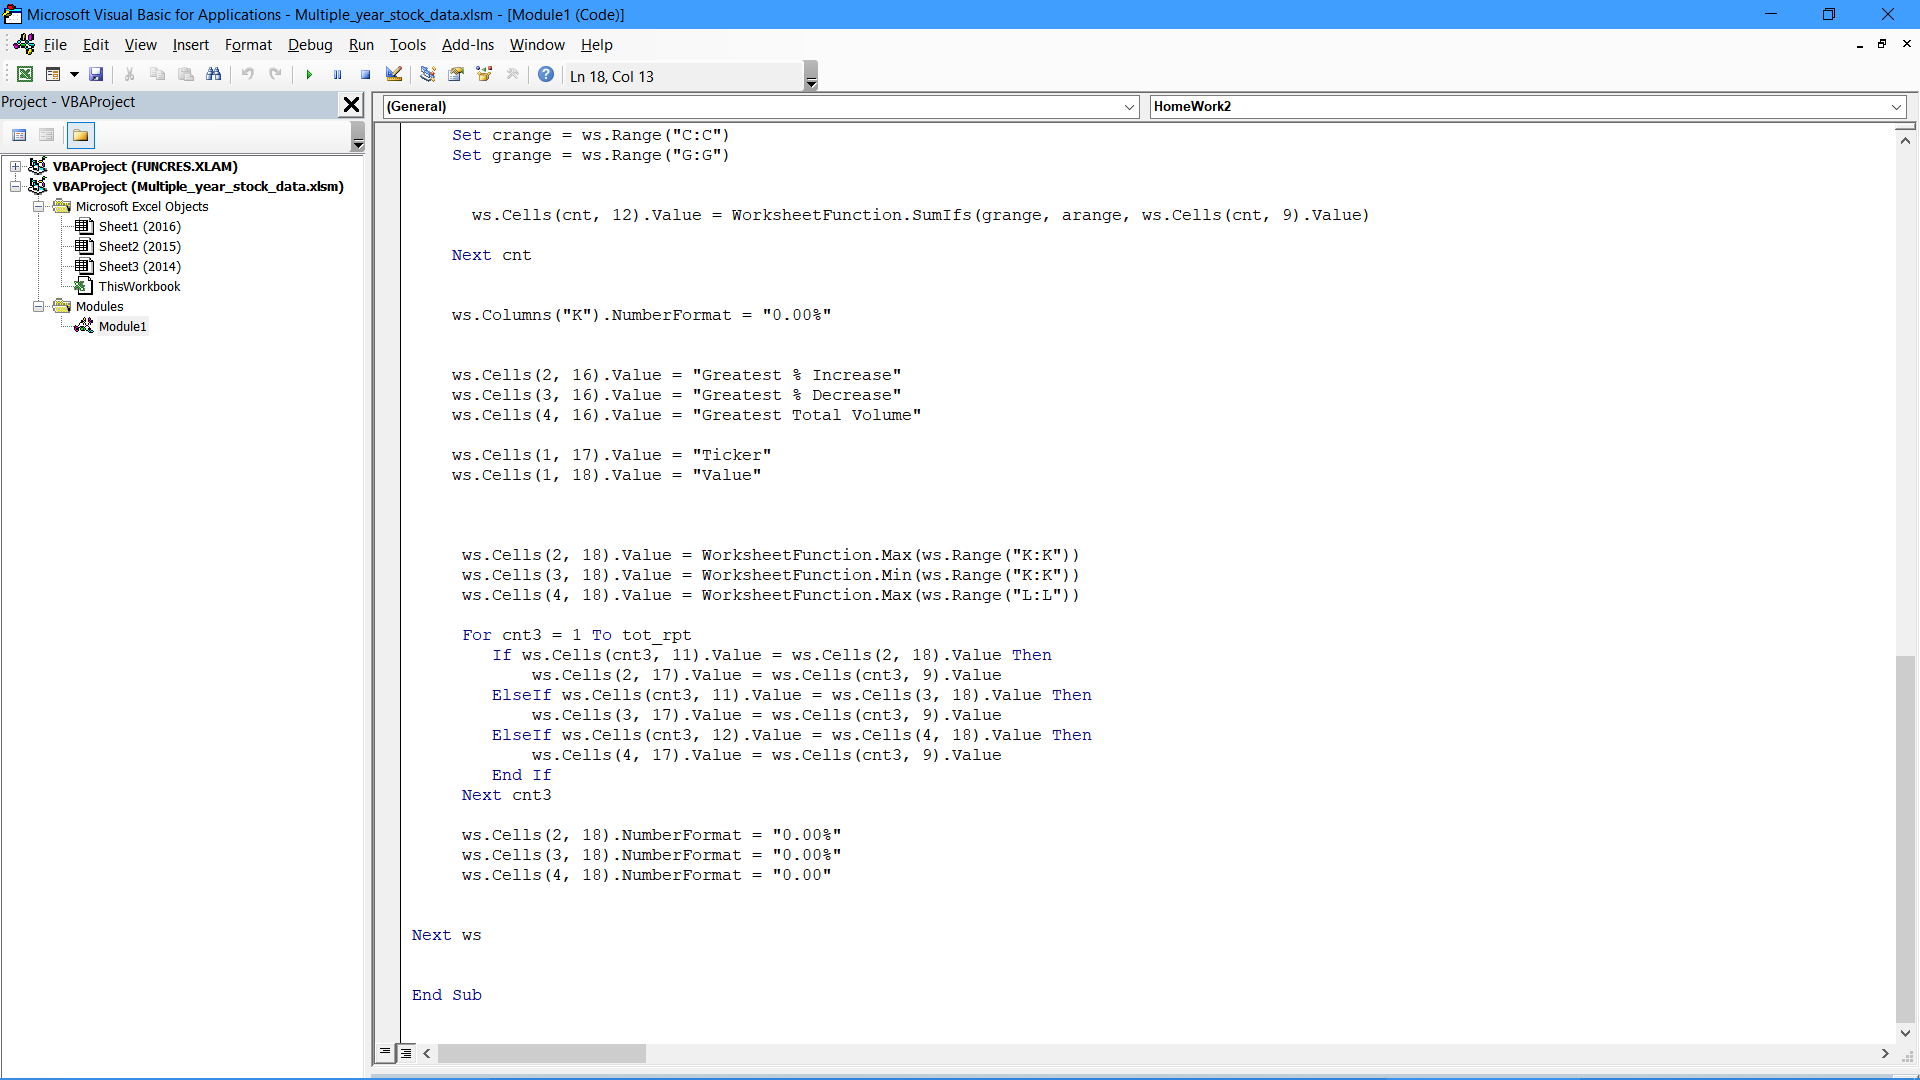 Microsoft Visual Basic for Applications - Multiple_year_stock_data.xlsm - [Module1 (Code)]
File Edit View Insert Format Debug Run Tools Add-Ins Window Help
Ln 18, Col 13
Project - VBAProject
(General)
HomeWork2
VBAProject (FUNCRES.XLAM)
VBAProject (Multiple_year_stock_data.xlsm)
Microsoft Excel Objects
Sheet1 (2016)
Sheet2 (2015)
Sheet3 (2014)
ThisWorkbook
Modules
Module1
Set crange = ws.Range("C:C")
Set grange = ws.Range("G:G")
ws.Cells(cnt, 12).Value = WorksheetFunction.SumIfs(grange, arange, ws.Cells(cnt, 9).Value)
Next cnt
ws.Columns("K").NumberFormat = "0.00%"
ws.Cells(2, 16).Value = "Greatest % Increase"
ws.Cells(3, 16).Value = "Greatest % Decrease"
ws.Cells(4, 16).Value = "Greatest Total Volume"
ws.Cells(1, 17).Value = "Ticker"
ws.Cells(1, 18).Value = "Value"
ws.Cells(2, 18).Value = WorksheetFunction.Max(ws.Range("K:K"))
ws.Cells(3, 18).Value = WorksheetFunction.Min(ws.Range("K:K"))
ws.Cells(4, 18).Value = WorksheetFunction.Max(ws.Range("L:L"))
For cnt3 = 1 To tot_rpt
If ws.Cells(cnt3, 11).Value = ws.Cells(2, 18).Value Then
ws.Cells(2, 17).Value = ws.Cells(cnt3, 9).Value
ElseIf ws.Cells(cnt3, 11).Value = ws.Cells(3, 18).Value Then
ws.Cells(3, 17).Value = ws.Cells(cnt3, 9).Value
ElseIf ws.Cells(cnt3, 12).Value = ws.Cells(4, 18).Value Then
ws.Cells(4, 17).Value = ws.Cells(cnt3, 9).Value
End If
Next cnt3
ws.Cells(2, 18).NumberFormat = "0.00%"
ws.Cells(3, 18).NumberFormat = "0.00%"
ws.Cells(4, 18).NumberFormat = "0.00"
Next ws
End Sub